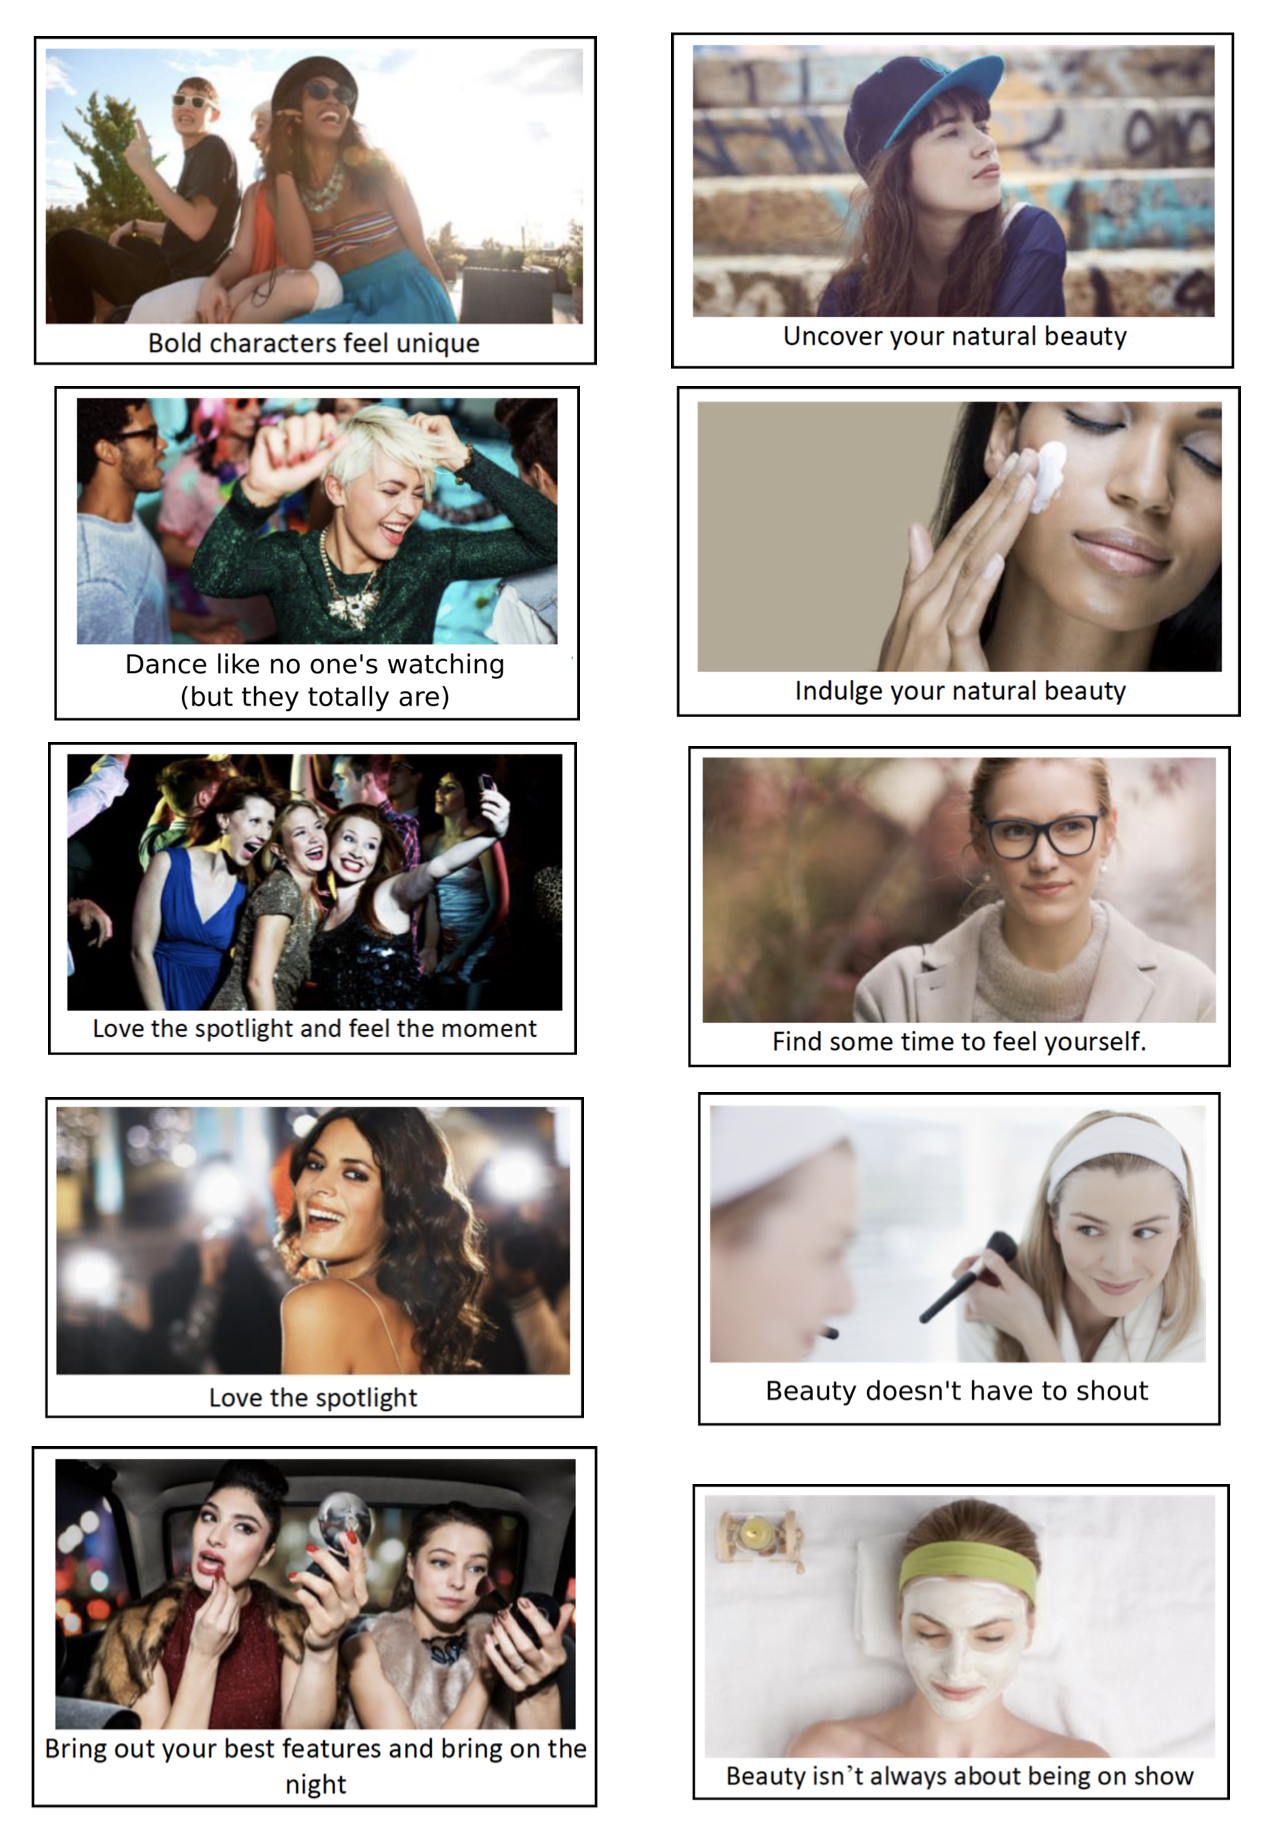 Bold characters feel unique
Uncover your natural beauty
Dance like no one's watching
(but they totally are)
Indulge your natural beauty
Love the spotlight and feel the moment
Find some time to feel yourself.
Love the spotlight
Beauty doesn't have to shout
Bring out your best features and bring on the
night
Beauty isn’t always about being on show